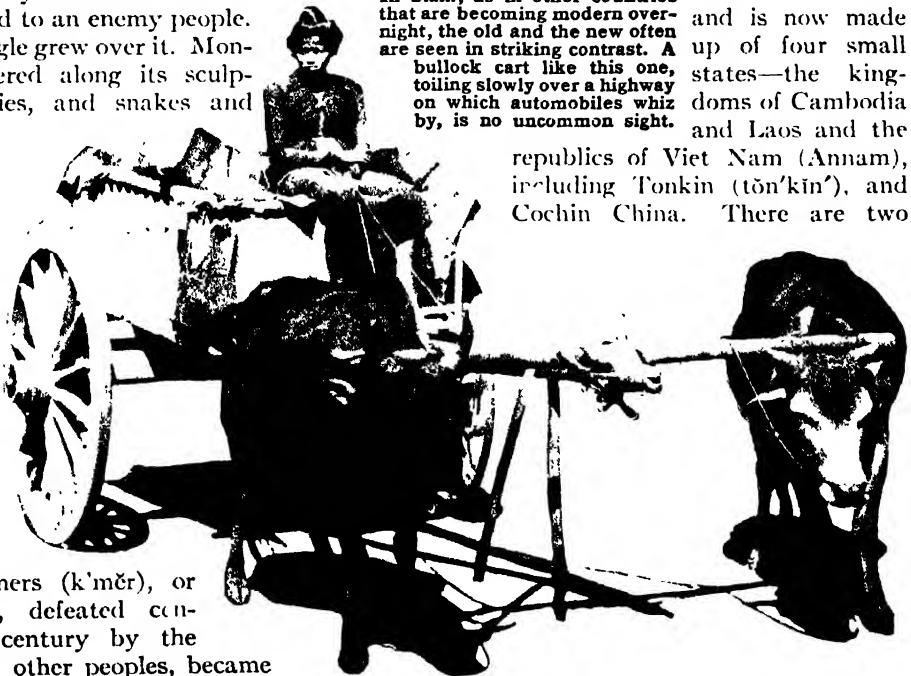 d to an enemy people.
gle grew over it. Mon-
ered along its sculp-
ies, and snakes and
ners (k'mĕr), or
, defeated cen-
century by the
other peoples, became
that are becoming modern over-
night, the old and the new often
are seen in striking contrast. A
bullock cart like this one,
toiling slowly over a highway
on which automobiles whiz
by, is no uncommon sight.
and is now made
up of four small
states—the king-
doms of Cambodia
and Laos and the
republics of Viet Nam (Annam),
including Tonkin (tŏn'kĭn'), and
Cochin China. There are two